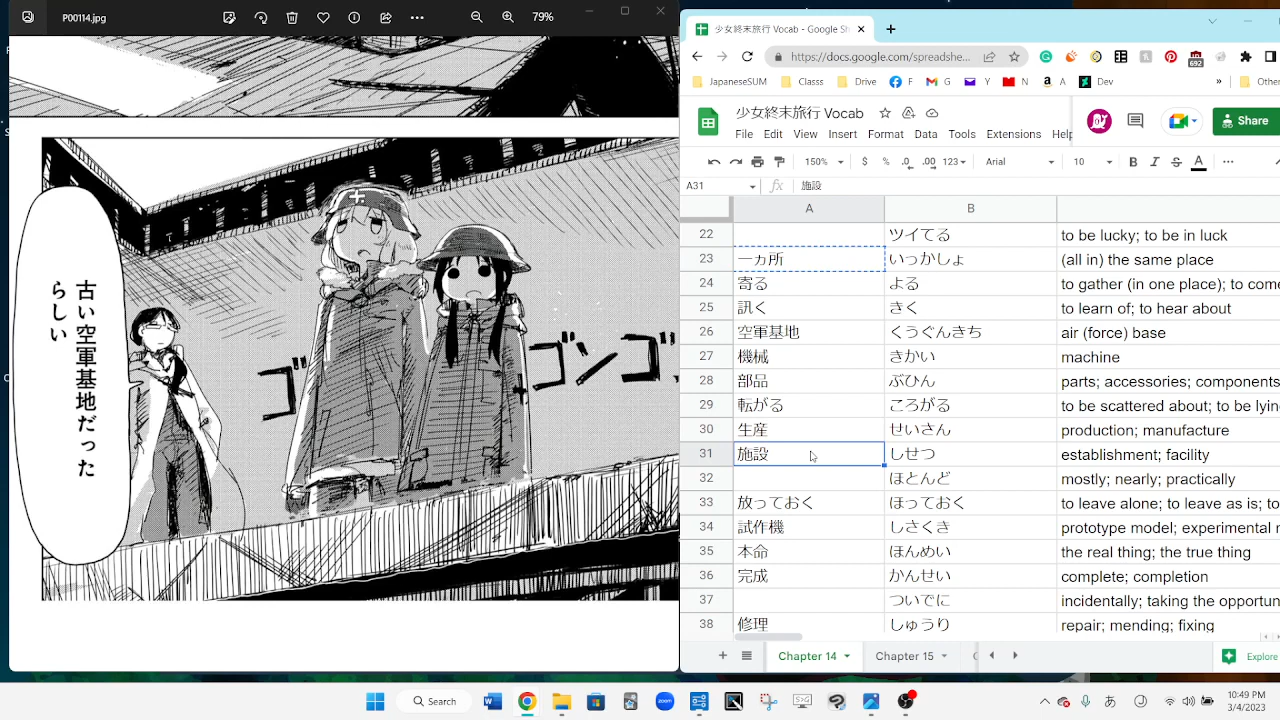 P00114.jpg
79%
古い空軍基地だった
らしい
ゴ
ゴンゴ
少女終末旅行 Vocab - Google Sh
https://docs.google.com/spreadshe...
692
JapaneseSUM
Classs
Drive
F
G
Y
N
A
Dev
»
Other
少女終末旅行 Vocab
File Edit View Insert Format Data Tools Extensions Help
Share
150%
$ % .0 .00 123
Arial
10
B I S A
A31
fx
施設
A B
22 ツイてる to be lucky; to be in luck
23 一ヵ所 いっかしょ (all in) the same place
24 寄る よる to gather (in one place); to come
25 訊く きく to learn of; to hear about
26 空軍基地 くうぐんきち air (force) base
27 機械 きかい machine
28 部品 ぶひん parts; accessories; components
29 転がる ころがる to be scattered about; to be lying
30 生産 せいさん production; manufacture
31 施設 しせつ establishment; facility
32 ほとんど mostly; nearly; practically
33 放っておく ほっておく to leave alone; to leave as is; to
34 試作機 しさくき prototype model; experimental m
35 本命 ほんめい the real thing; the true thing
36 完成 かんせい complete; completion
37 ついでに incidentally; taking the opportun
38 修理 しゅうり repair; mending; fixing
Chapter 14
Chapter 15
Explore
Search
zoom
あ
10:49 PM
3/4/2023